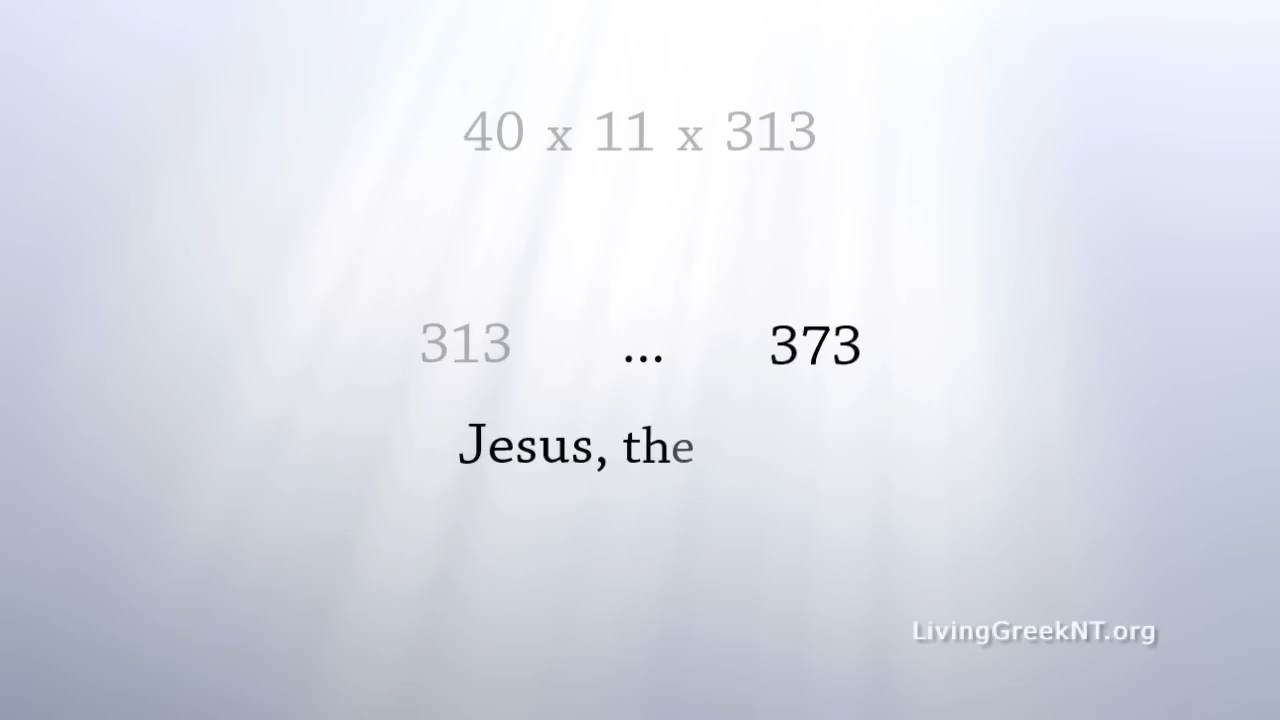 40 x 11 x 313
313 ... 373
Jesus, the
LivingGreekNT.org